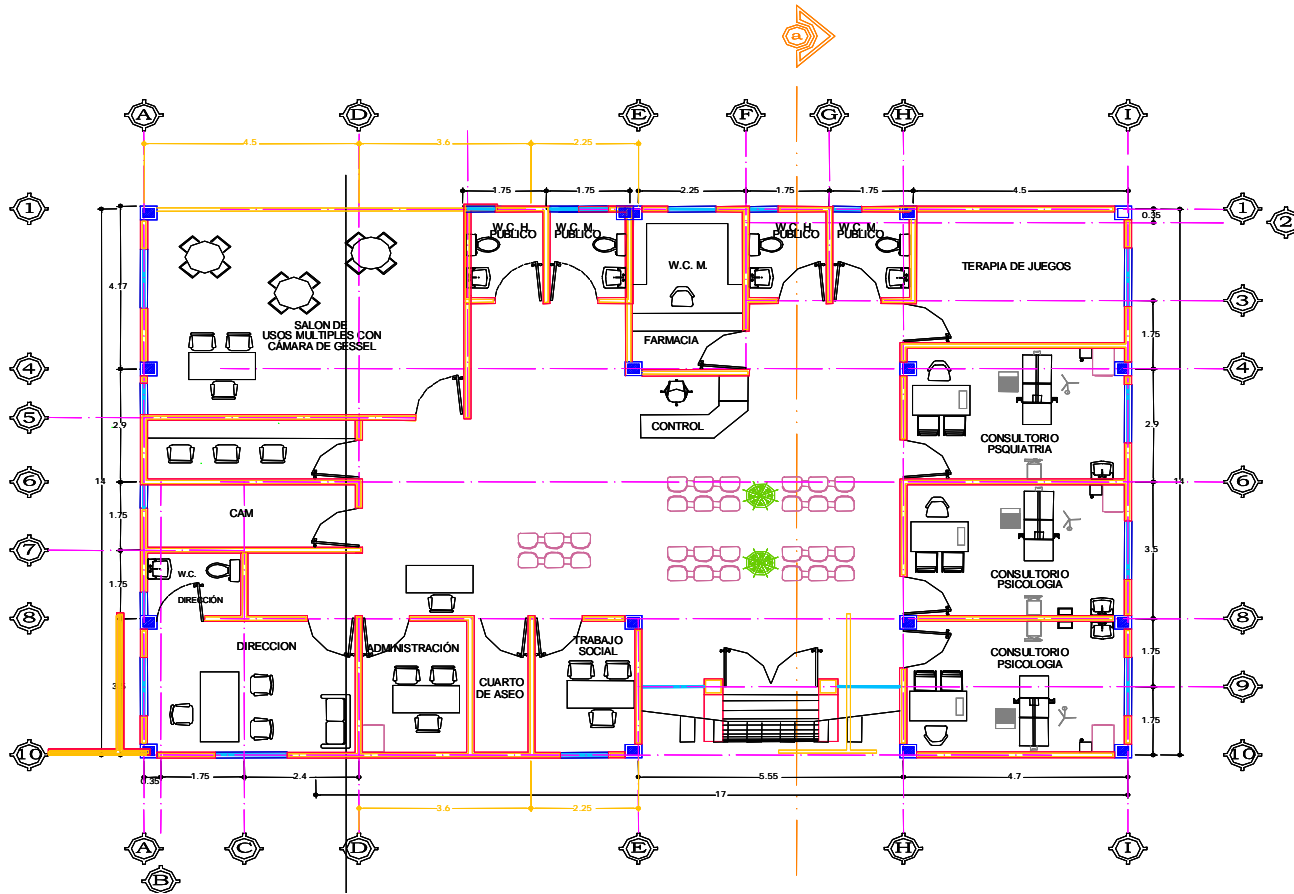 a
A D E F G H I
4.5 3.6 2.25
1.75 1.75 2.25 1.75 1.75 4.5
1 1
0.35
2
W.C. H.
PUBLICO
W.C. M.
PUBLICO
W.C. M.
W.C. H.
PUBLICO
W.C. M.
PUBLICO
TERAPIA DE JUEGOS
4.17
3
SALON DE
USOS MULTIPLES CON
CÁMARA DE GESSEL
FARMACIA
1.75
4 4
5
CONTROL
2.9
2.9
CONSULTORIO
PSQUIATRIA
6 6
14
14
CAM
1.75
3.5
7
W.C.
DIRECCIÓN
1.75
CONSULTORIO
PSICOLOGIA
8 8
DIRECCION
ADMINISTRACIÓN
CUARTO
DE ASEO
TRABAJO
SOCIAL
CONSULTORIO
PSICOLOGIA
1.75
9
1.75
10 10
0.35 1.75 2.4 5.55 4.7
17
3.6 2.25
A C D E H I
B